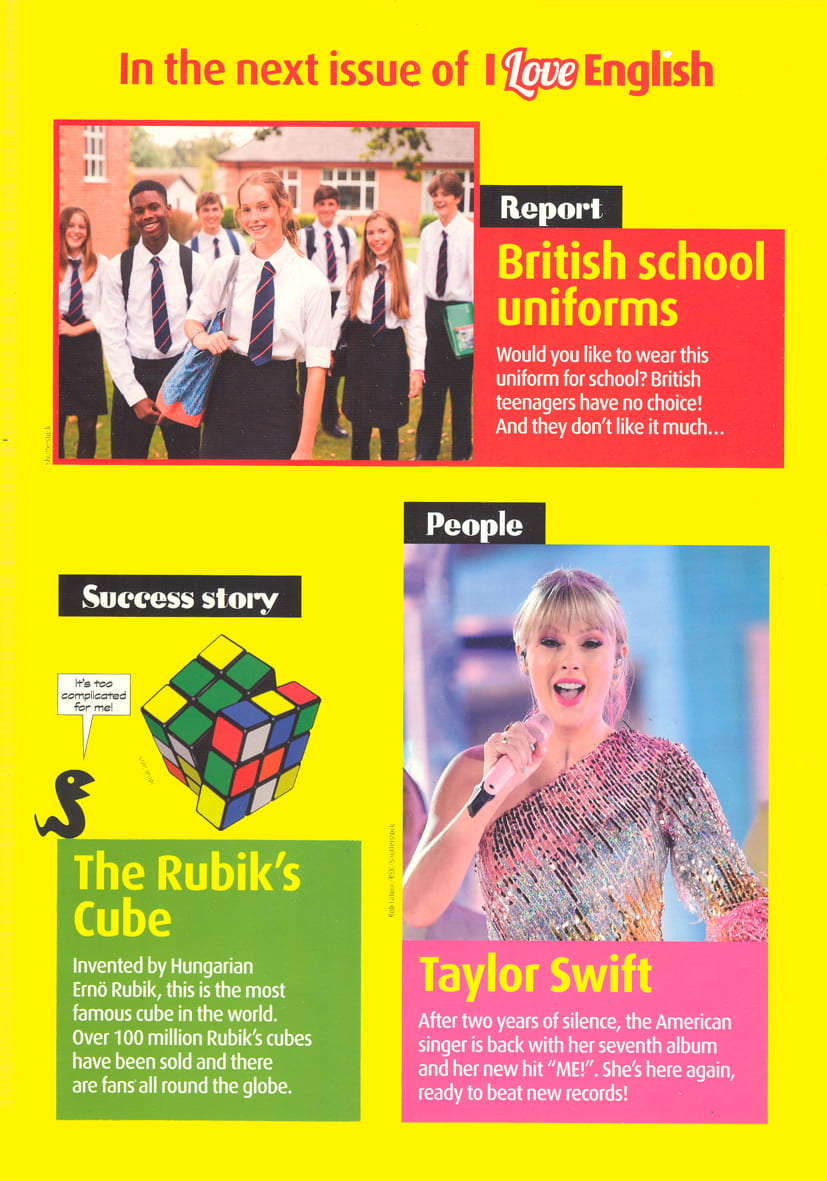 In the next issue of I Love English
Report
British school
uniforms
Would you like to wear this
uniform for school? British
teenagers have no choice!
And they don't like it much...
Shutterstock
People
Success story
It's too
complicated
for me!
The Rubik's
Cube
Invented by Hungarian
Ernö Rubik, this is the most
famous cube in the world.
Over 100 million Rubik's cubes
have been sold and there
are fans all round the globe.
Rob Latour/REX/Shutterstock
Taylor Swift
After two years of silence, the American
singer is back with her seventh album
and her new hit "ME!". She's here again,
ready to beat new records!